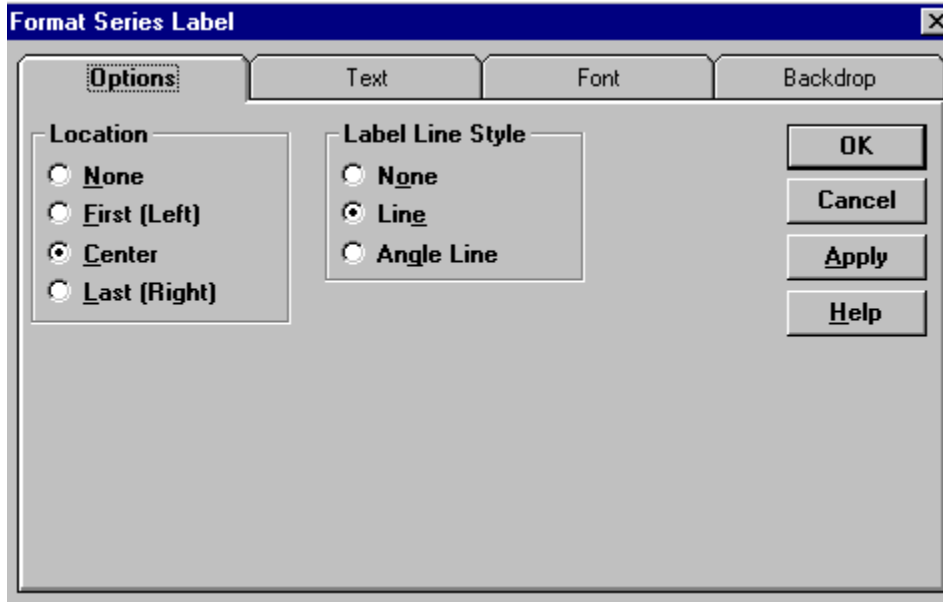 Format Series Label
Options
Text
Font
Backdrop
Location
None
First (Left)
Center
Last (Right)
Label Line Style
None
Line
Angle Line
OK
Cancel
Apply
Help